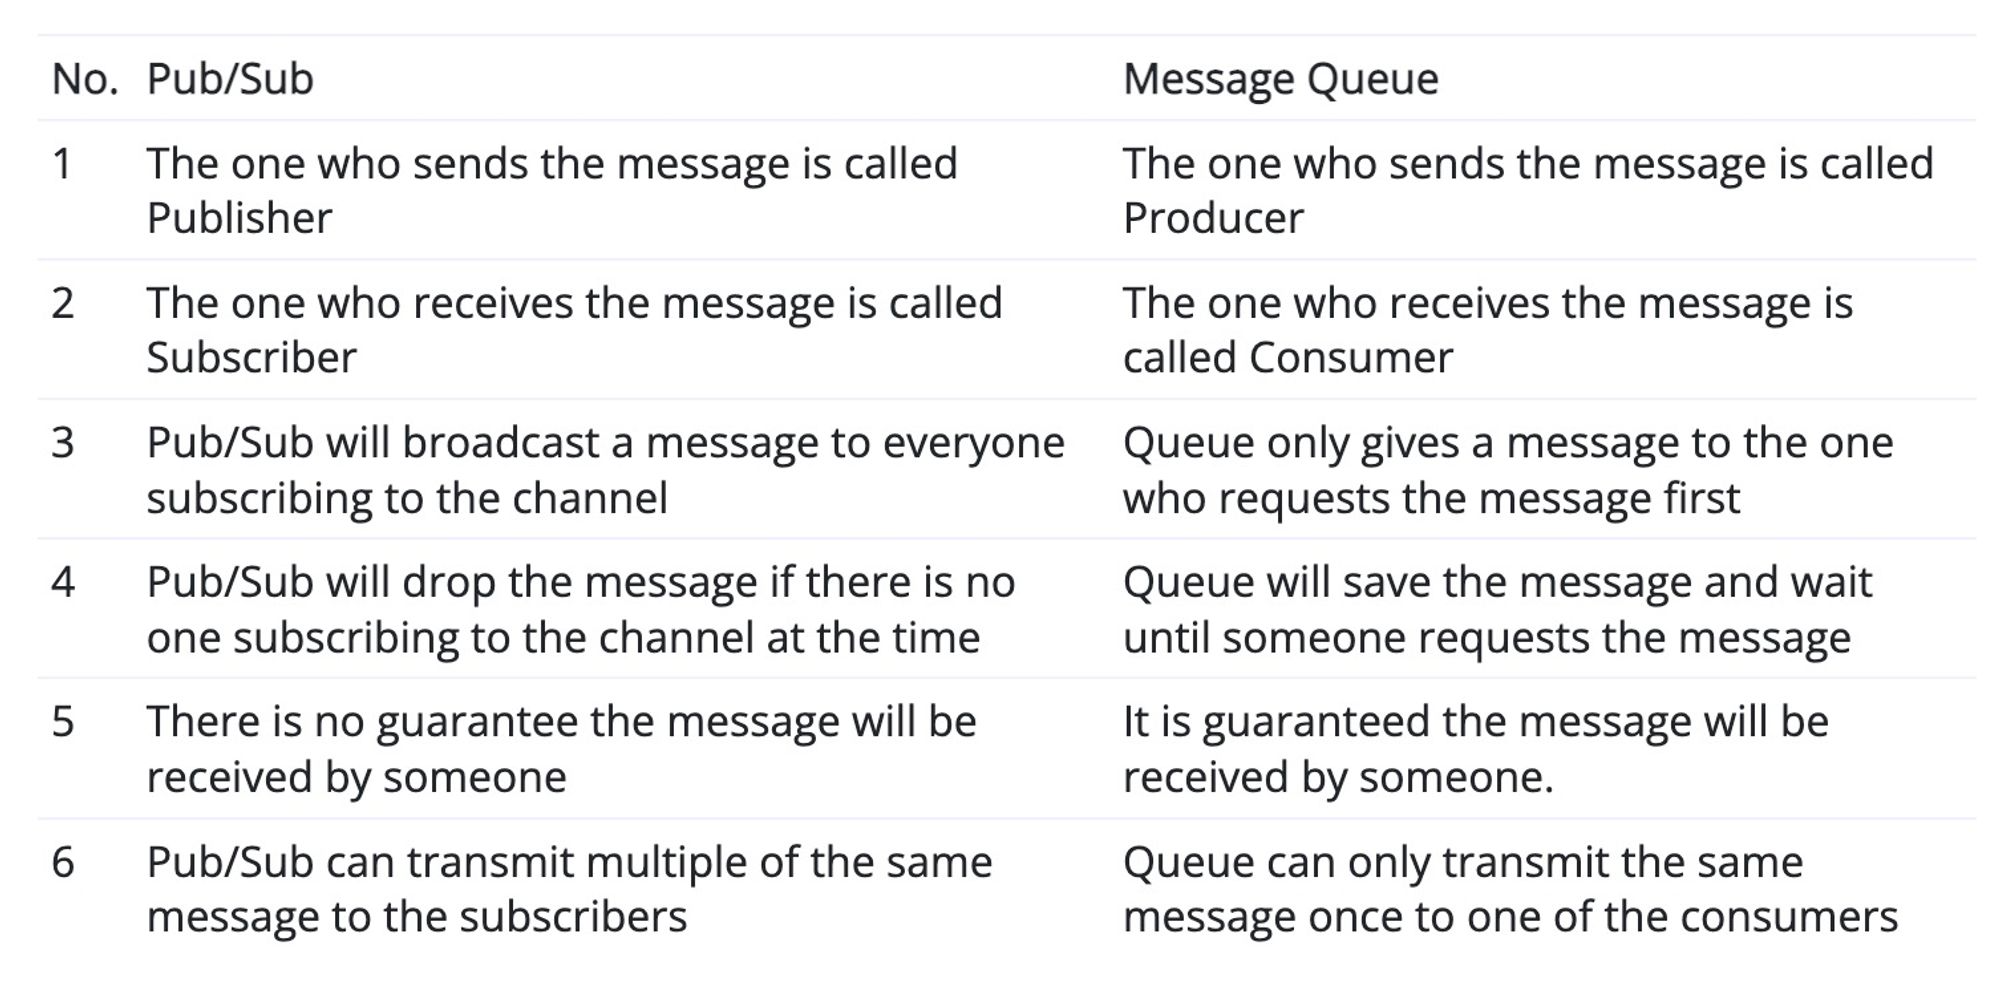 No. Pub/Sub Message Queue
1 The one who sends the message is called The one who sends the message is called
Publisher Producer
2 The one who receives the message is called The one who receives the message is
Subscriber called Consumer
3 Pub/Sub will broadcast a message to everyone Queue only gives a message to the one
subscribing to the channel who requests the message first
4 Pub/Sub will drop the message if there is no Queue will save the message and wait
one subscribing to the channel at the time until someone requests the message
5 There is no guarantee the message will be It is guaranteed the message will be
received by someone received by someone.
6 Pub/Sub can transmit multiple of the same Queue can only transmit the same
message to the subscribers message once to one of the consumers